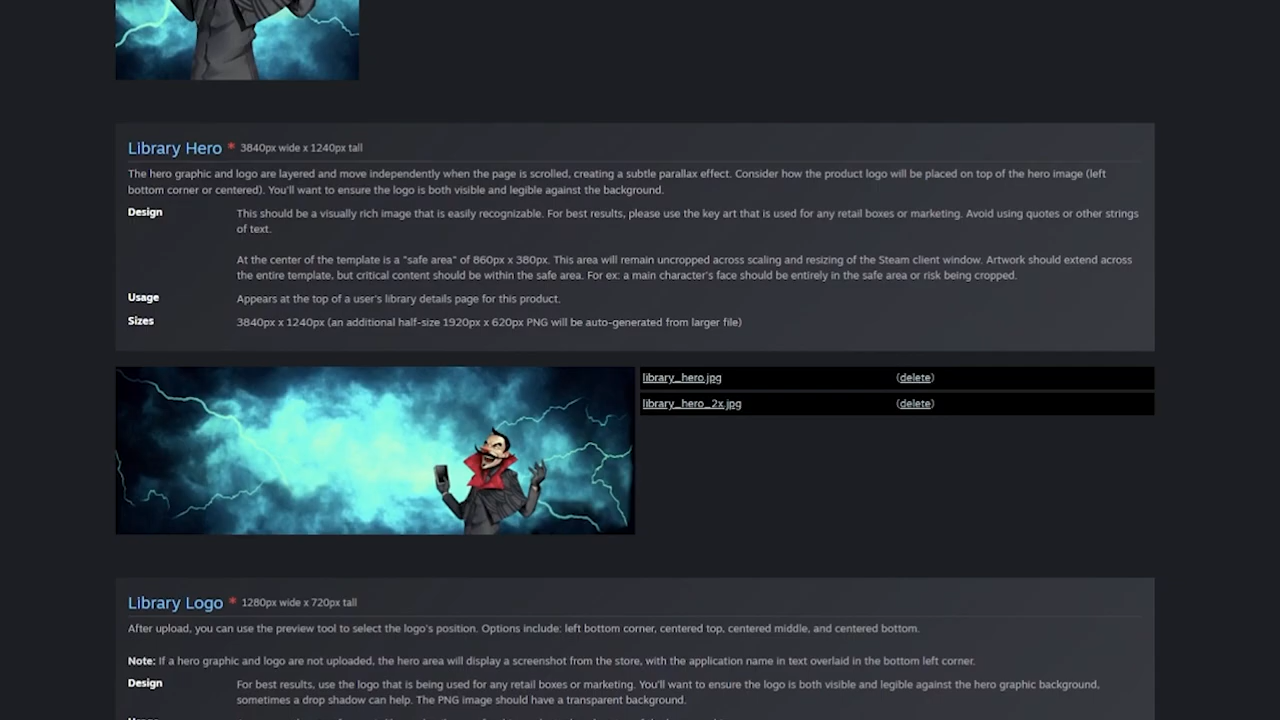 Library Hero * 3840px wide x 1240px tall
The hero graphic and logo are layered and move independently when the page is scrolled, creating a subtle parallax effect. Consider how the product logo will be placed on top of the hero image (left
bottom corner or centered). You'll want to ensure the logo is both visible and legible against the background.
Design This should be a visually rich image that is easily recognizable. For best results, please use the key art that is used for any retail boxes or marketing. Avoid using quotes or other strings
of text.
At the center of the template is a "safe area" of 860px x 380px. This area will remain uncropped across scaling and resizing of the Steam client window. Artwork should extend across
the entire template, but critical content should be within the safe area. For ex: a main character's face should be entirely in the safe area or risk being cropped.
Usage Appears at the top of a user's library details page for this product.
Sizes 3840px x 1240px (an additional half-size 1920px x 620px PNG will be auto-generated from larger file)
library_hero.jpg (delete)
library_hero_2x.jpg (delete)
Library Logo * 1280px wide x 720px tall
After upload, you can use the preview tool to select the logo's position. Options include: left bottom corner, centered top, centered middle, and centered bottom.
Note: If a hero graphic and logo are not uploaded, the hero area will display a screenshot from the store, with the application name in text overlaid in the bottom left corner.
Design For best results, use the logo that is being used for any retail boxes or marketing. You'll want to ensure the logo is both visible and legible against the hero graphic background,
sometimes a drop shadow can help. The PNG image should have a transparent background.